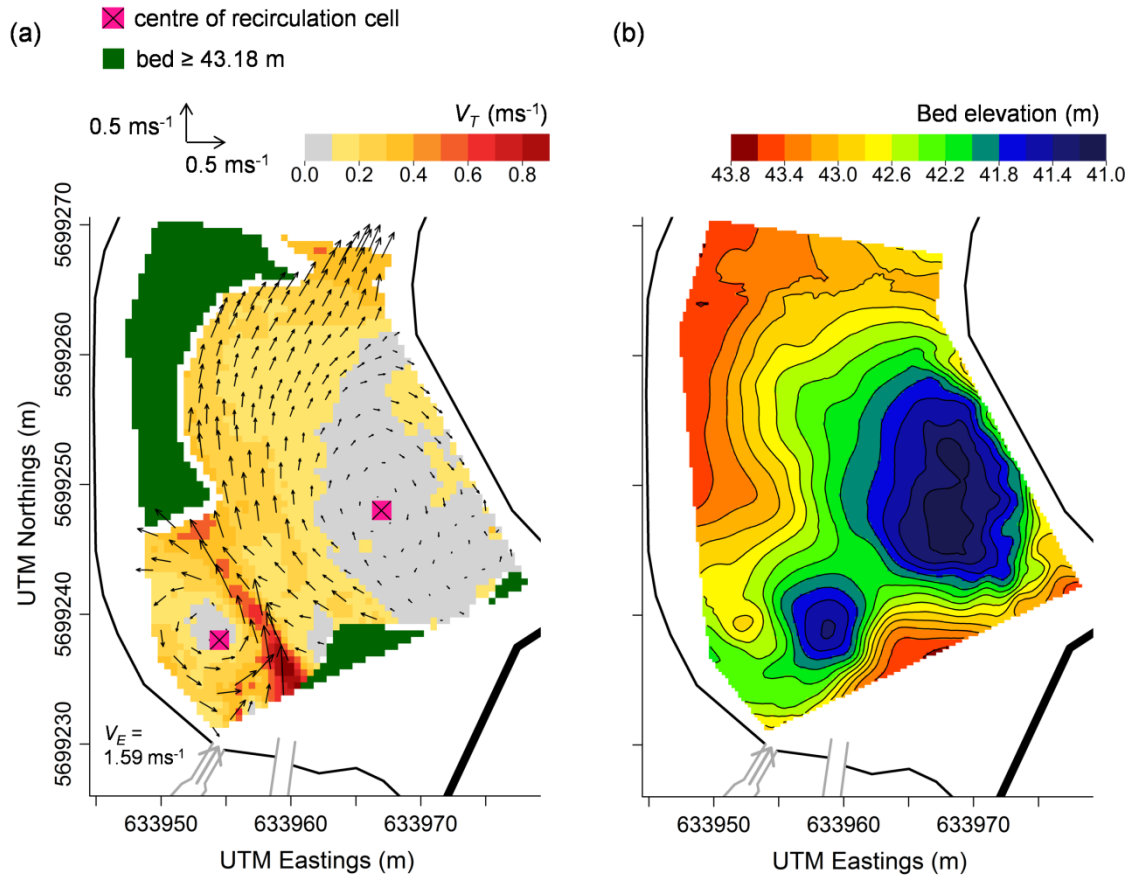 (a)
centre of recirculation cell
bed ≥ 43.18 m
0.5 ms⁻¹
0.5 ms⁻¹
V_T (ms⁻¹)
0.0 0.2 0.4 0.6 0.8
5699270
5699260
5699250
5699240
5699230
UTM Northings (m)
V_E =
1.59 ms⁻¹
633950 633960 633970
UTM Eastings (m)
(b)
Bed elevation (m)
43.8 43.4 43.0 42.6 42.2 41.8 41.4 41.0
633950 633960 633970
UTM Eastings (m)